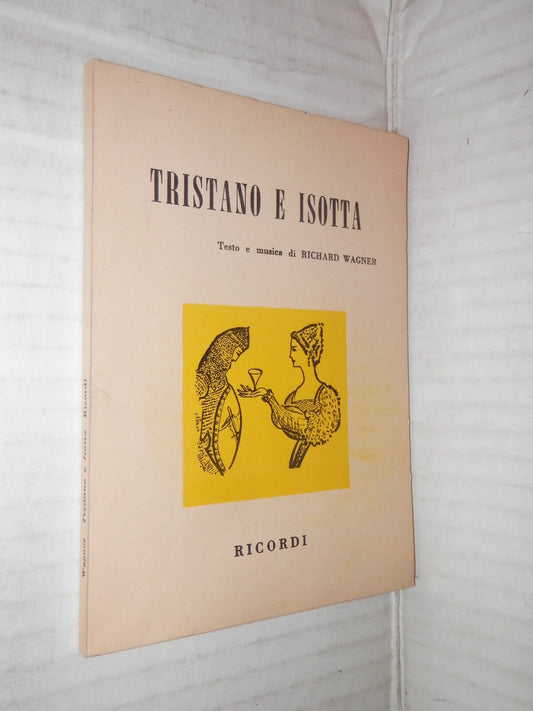 TRISTANO E ISOTTA
Testo e musica di RICHARD WAGNER
RICORDI
Wagner Tristano e Isotta Ricordi